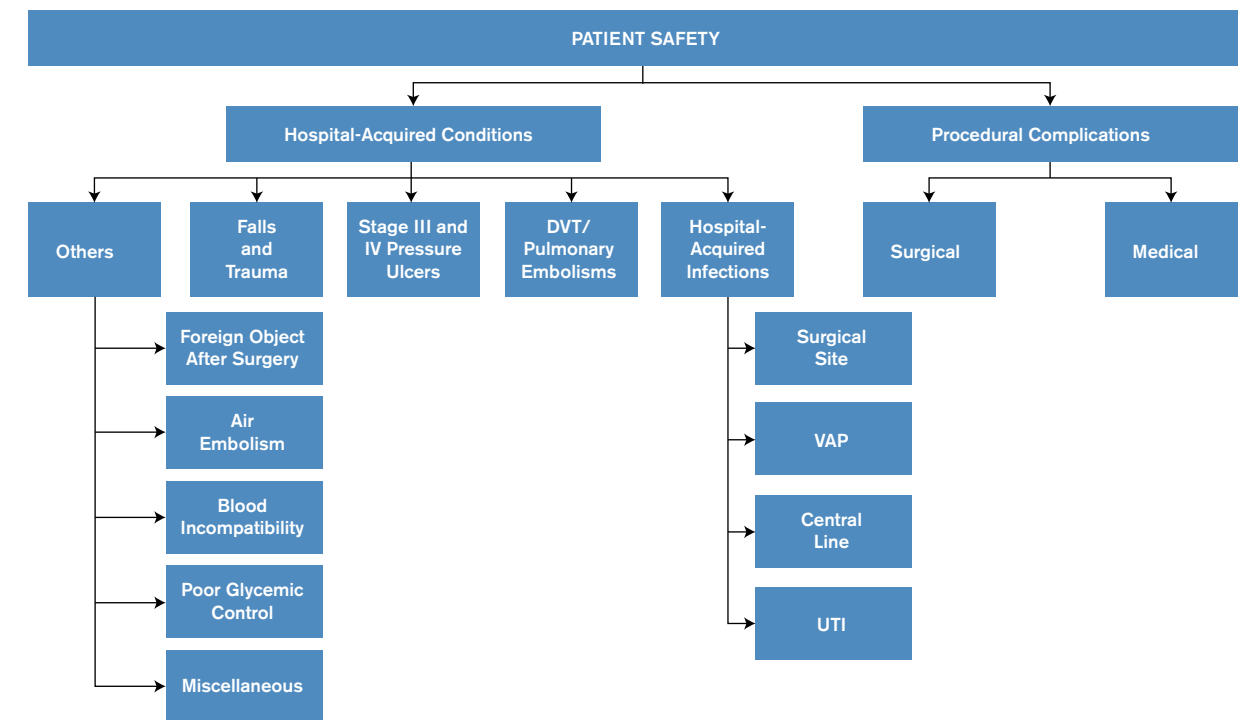 PATIENT SAFETY
Hospital-Acquired Conditions
Procedural Complications
Others
Falls
and
Trauma
Stage III and
IV Pressure
Ulcers
DVT/
Pulmonary
Embolisms
Hospital-
Acquired
Infections
Surgical
Medical
Foreign Object
After Surgery
Air
Embolism
Blood
Incompatibility
Poor Glycemic
Control
Miscellaneous
Surgical
Site
VAP
Central
Line
UTI